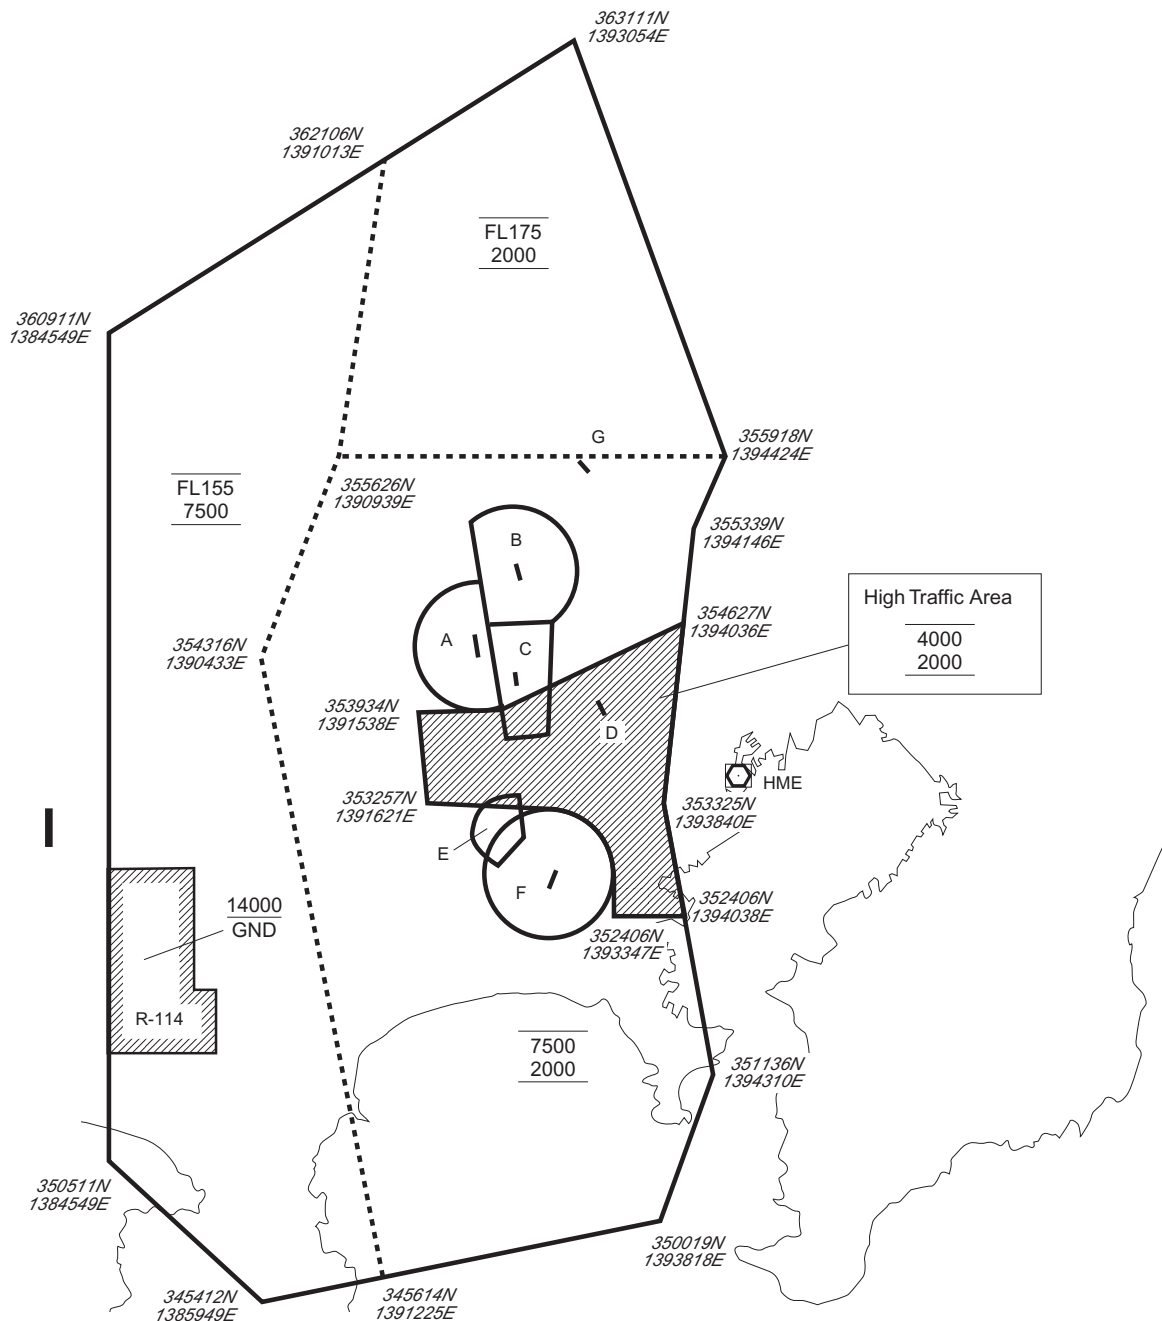 363111N
1393054E
362106N
1391013E
FL175
2000
360911N
1384549E
G
355918N
1394424E
FL155
7500
355626N
1390939E
355339N
1394146E
B
High Traffic Area
4000
2000
A
C
354627N
1394036E
354316N
1390433E
353934N
1391538E
D
HME
353257N
1391621E
353325N
1393840E
E
F
14000
GND
352406N
1394038E
352406N
1393347E
R-114
7500
2000
351136N
1394310E
350511N
1384549E
350019N
1393818E
345412N
1385949E
345614N
1391225E